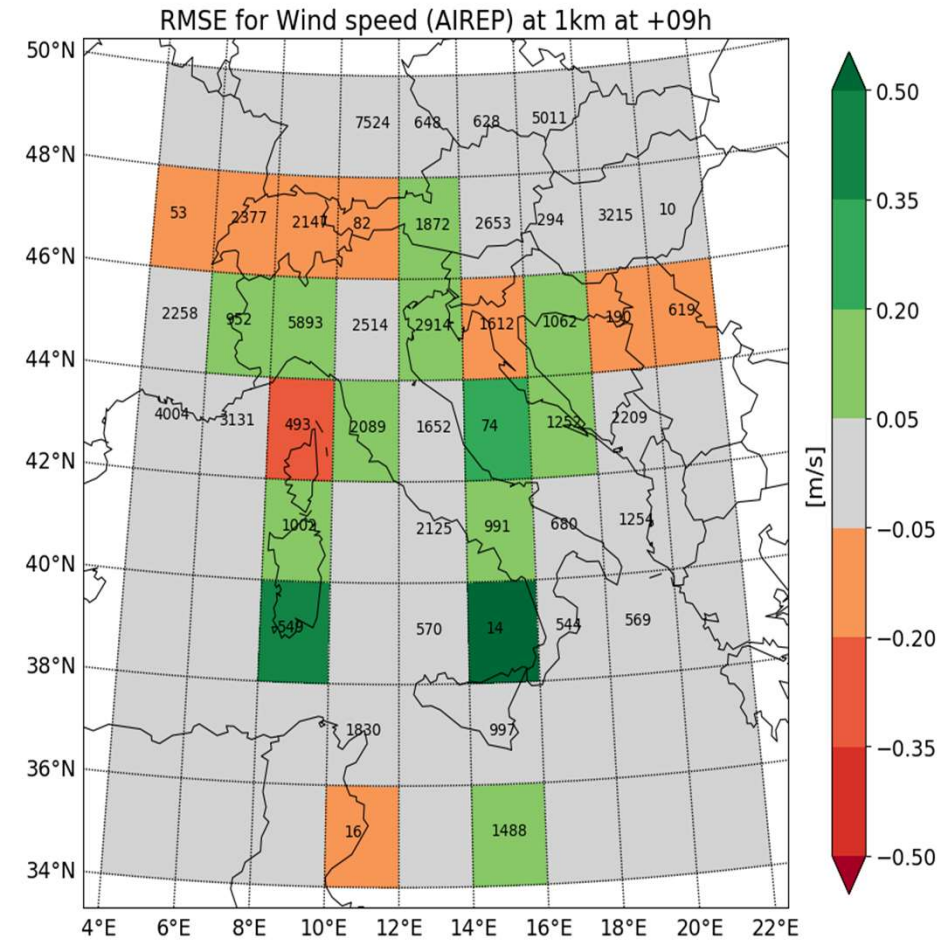 RMSE for Wind speed (AIREP) at 1km at +09h
50°N
7524 648 628 5011
48°N
53 2377 2147 82 1872 2653 294 3215 10
46°N
2258 952 5893 2514 2914 1612 1062 190 619
44°N
4004 3131 493 2089 1652 74 1252 2209
42°N
1002 2125 991 680 1254
40°N
549 570 14 544 569
38°N
1830 997
36°N
16 1488
34°N
4°E 6°E 8°E 10°E 12°E 14°E 16°E 18°E 20°E 22°E
0.50
0.35
0.20
0.05
−0.05
−0.20
−0.35
−0.50
[m/s]